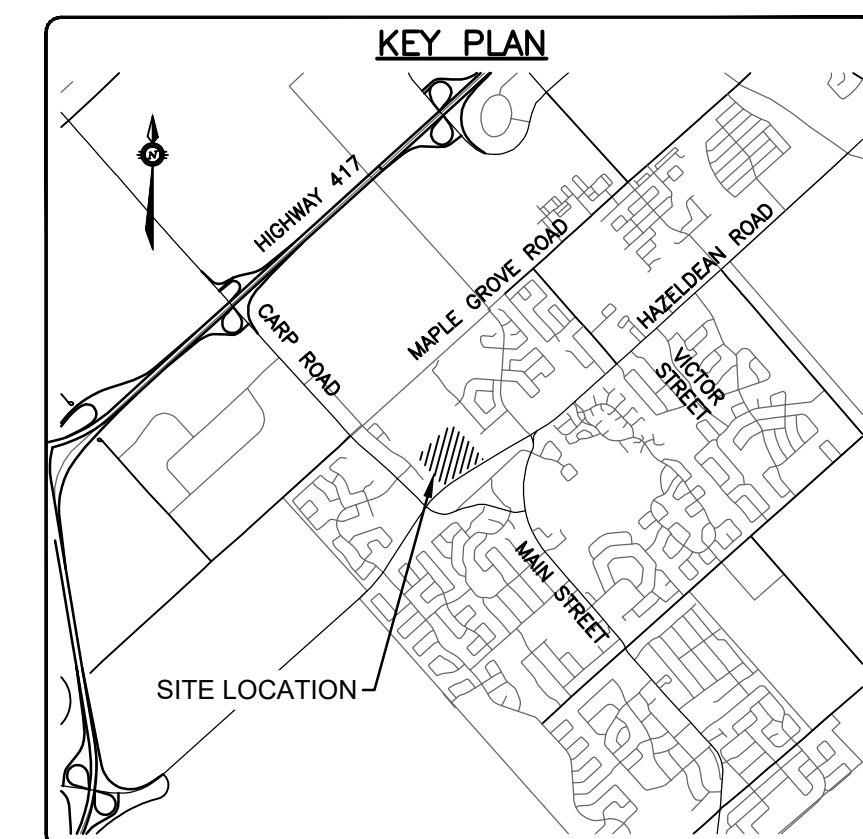 KEY PLAN
N
HIGHWAY 417
MAPLE GROVE ROAD
HAZELDEAN ROAD
CARP ROAD
VICTOR
STREET
MAIN STREET
SITE LOCATION